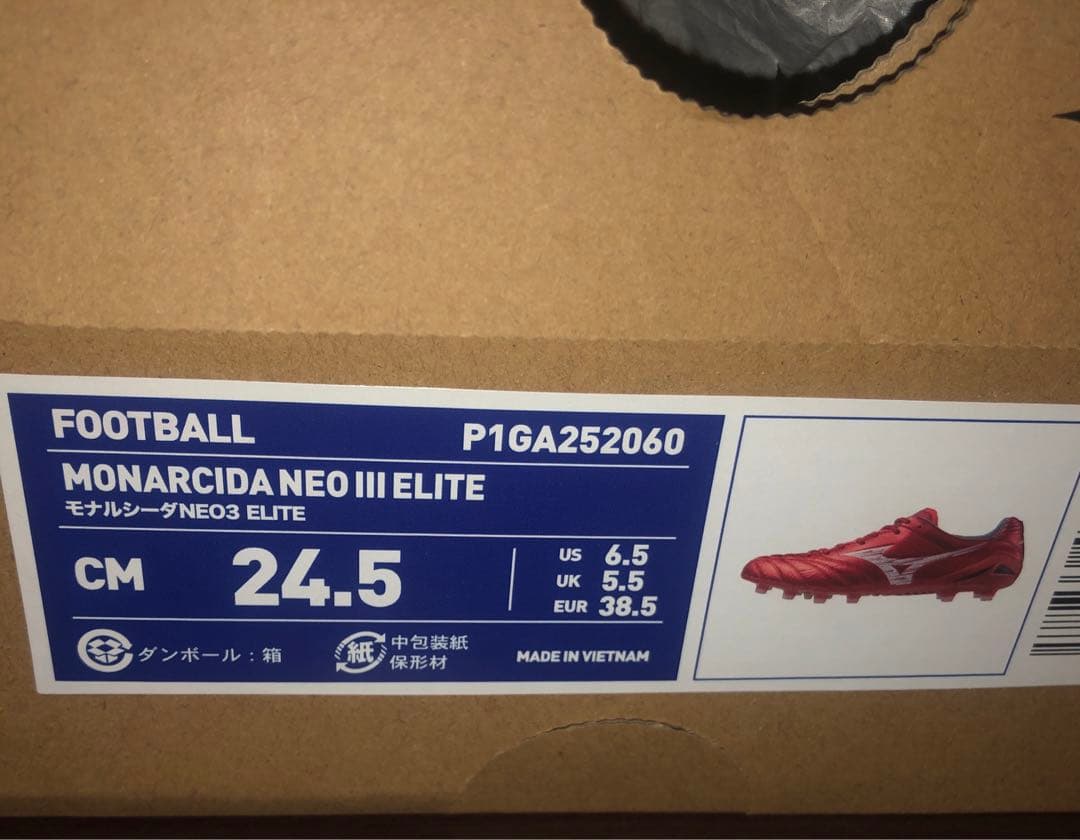 FOOTBALL
P1GA252060
MONARCIDA NEO III ELITE
モナルシーダNEO3 ELITE
CM 24.5
US 6.5
UK 5.5
EUR 38.5
ダンボール : 箱
紙 中包装紙
保形材
MADE IN VIETNAM